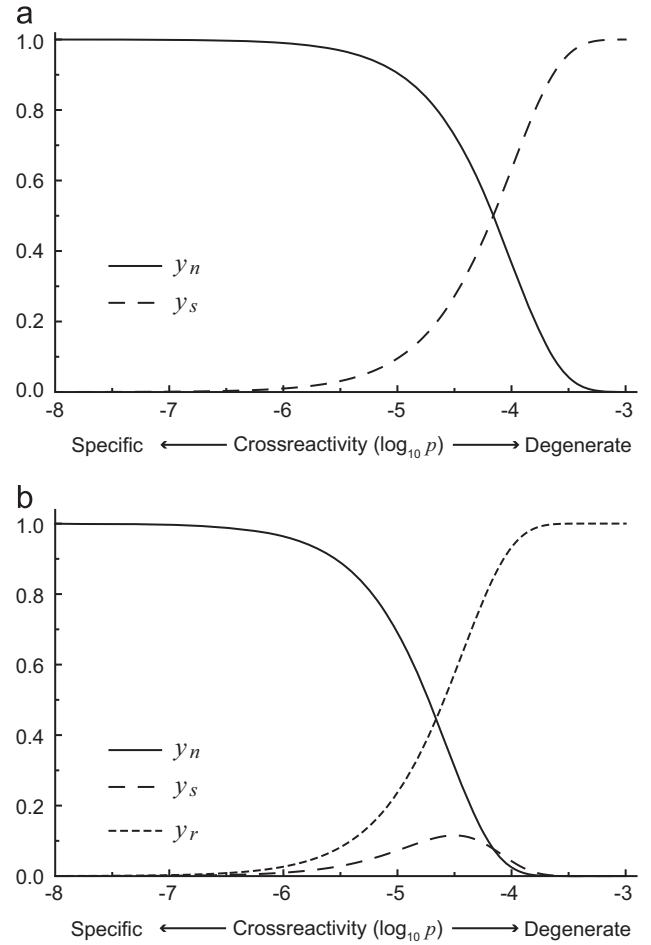 a
1.0
0.8
0.6
0.4
0.2
0.0
y_n
y_s
-8 -7 -6 -5 -4 -3
Specific ←—— Crossreactivity (log₁₀ p) ——→ Degenerate
b
1.0
0.8
0.6
0.4
0.2
0.0
y_n
y_s
y_r
-8 -7 -6 -5 -4 -3
Specific ←—— Crossreactivity (log₁₀ p) ——→ Degenerate